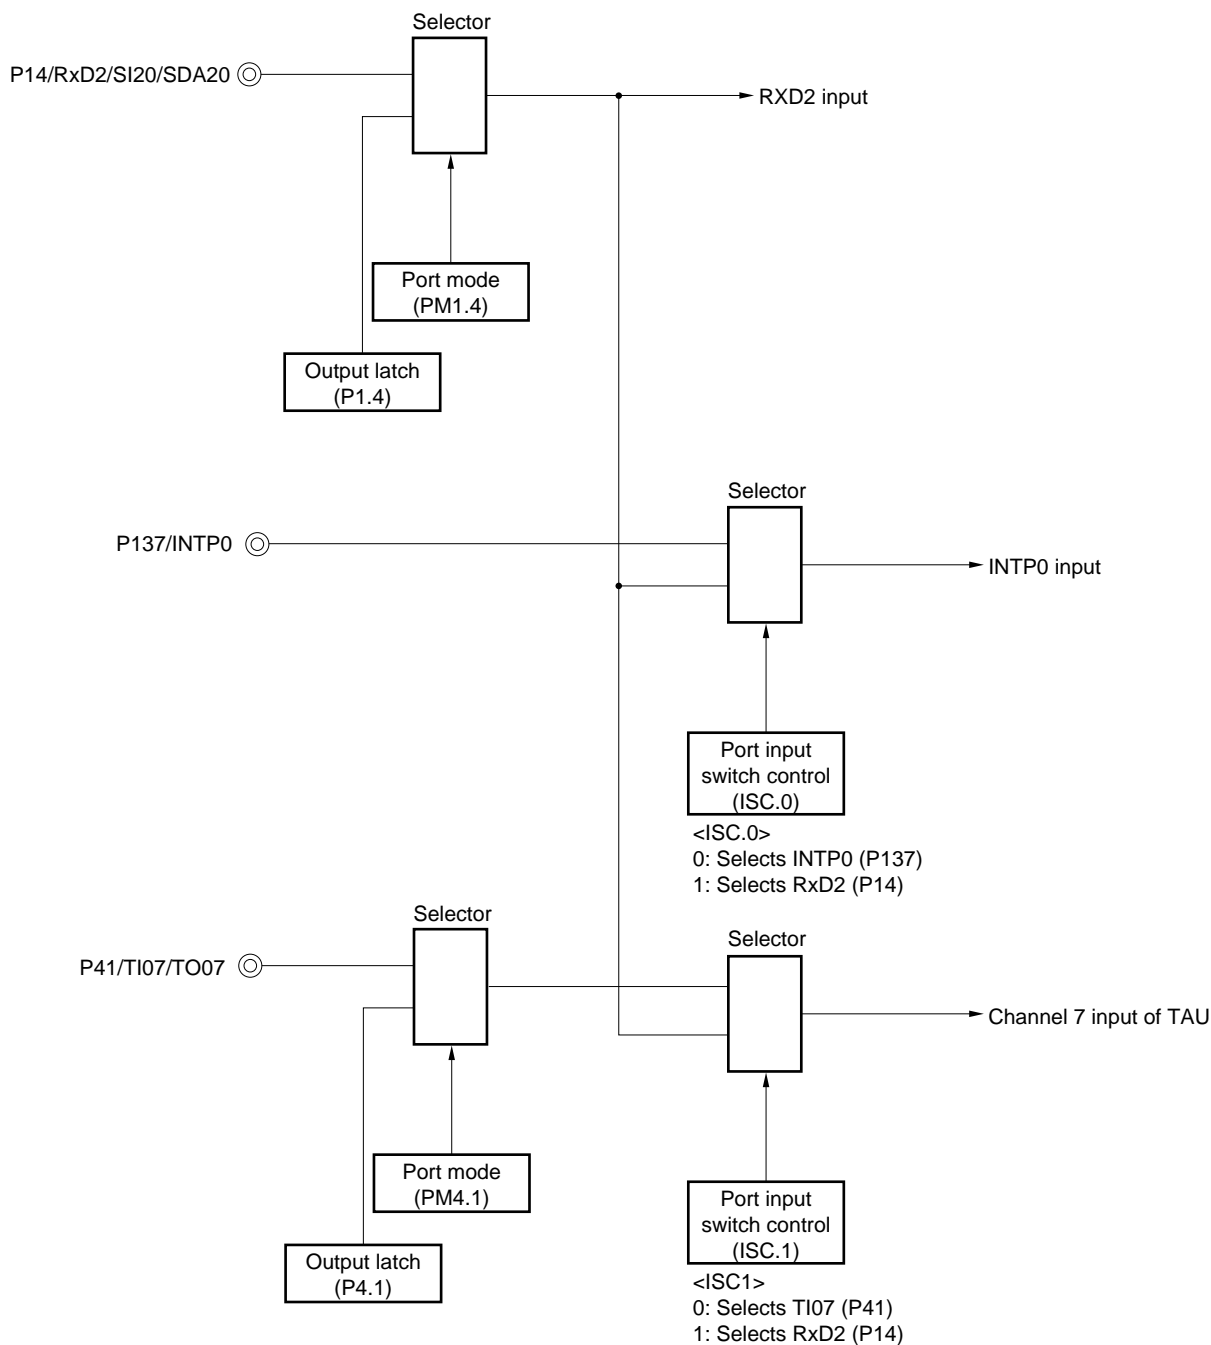 Selector
P14/RxD2/SI20/SDA20
RXD2 input
Port mode
(PM1.4)
Output latch
(P1.4)
Selector
P137/INTP0
INTP0 input
Port input
switch control
(ISC.0)
<ISC.0>
0: Selects INTP0 (P137)
1: Selects RxD2 (P14)
Selector
Selector
P41/TI07/TO07
Channel 7 input of TAU
Port mode
(PM4.1)
Port input
switch control
(ISC.1)
Output latch
(P4.1)
<ISC1>
0: Selects TI07 (P41)
1: Selects RxD2 (P14)